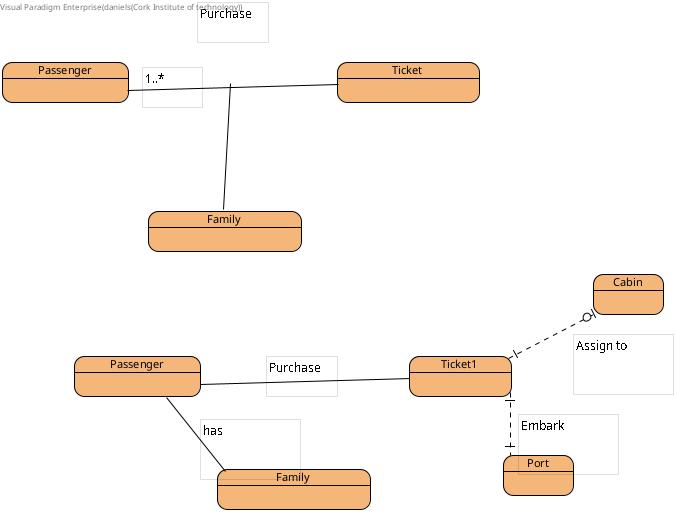 Visual Paradigm Enterprise(daniels(Cork Institute of technology))
Purchase
Passenger
1..*
Ticket
Family
Cabin
Assign to
Passenger
Purchase
Ticket1
has
Embark
Port
Family